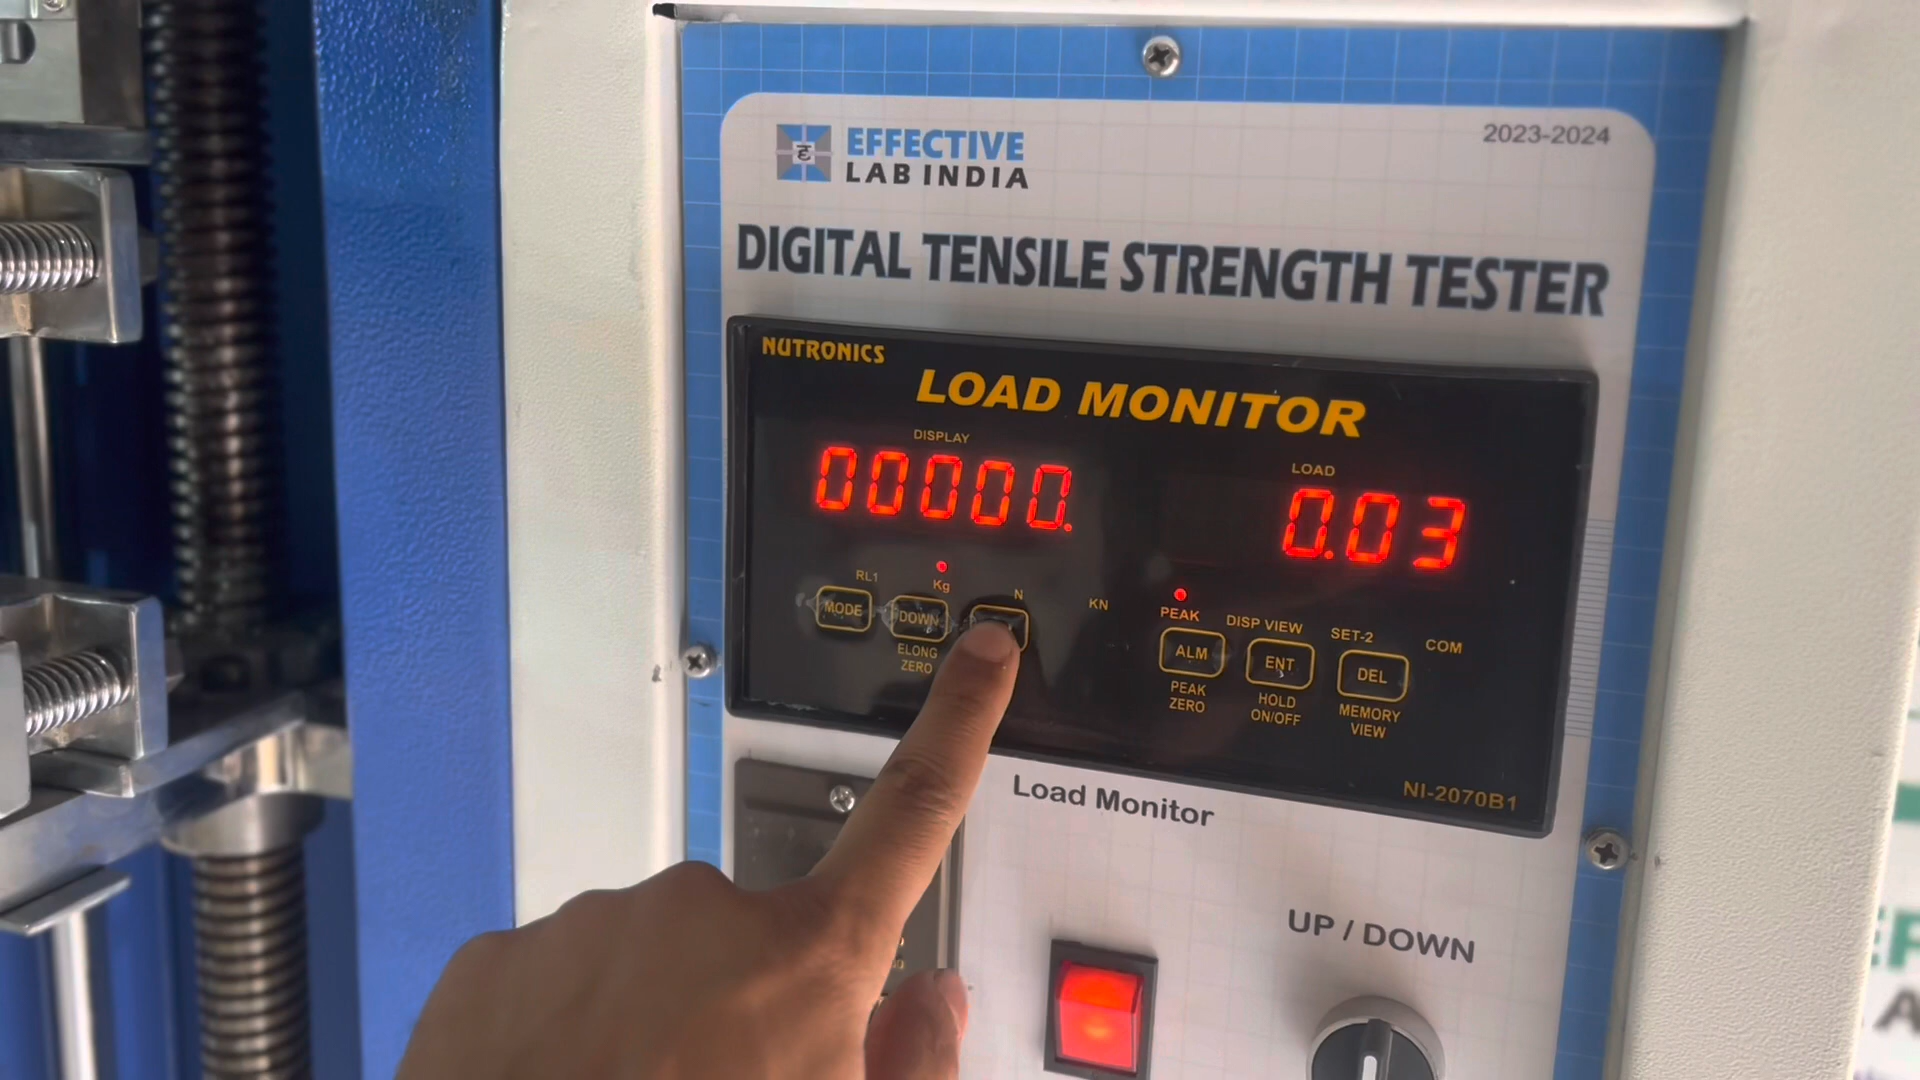 EFFECTIVE
LAB INDIA
2023-2024
DIGITAL TENSILE STRENGTH TESTER
NUTRONICS
LOAD MONITOR
DISPLAY
LOAD
00000.
0.03
RL1
Kg
N
KN
PEAK
DISP VIEW
SET-2
COM
MODE
DOWN
ALM
ENT
DEL
ELONG
ZERO
PEAK
ZERO
HOLD
ON/OFF
MEMORY
VIEW
NI-2070B1
Load Monitor
UP / DOWN